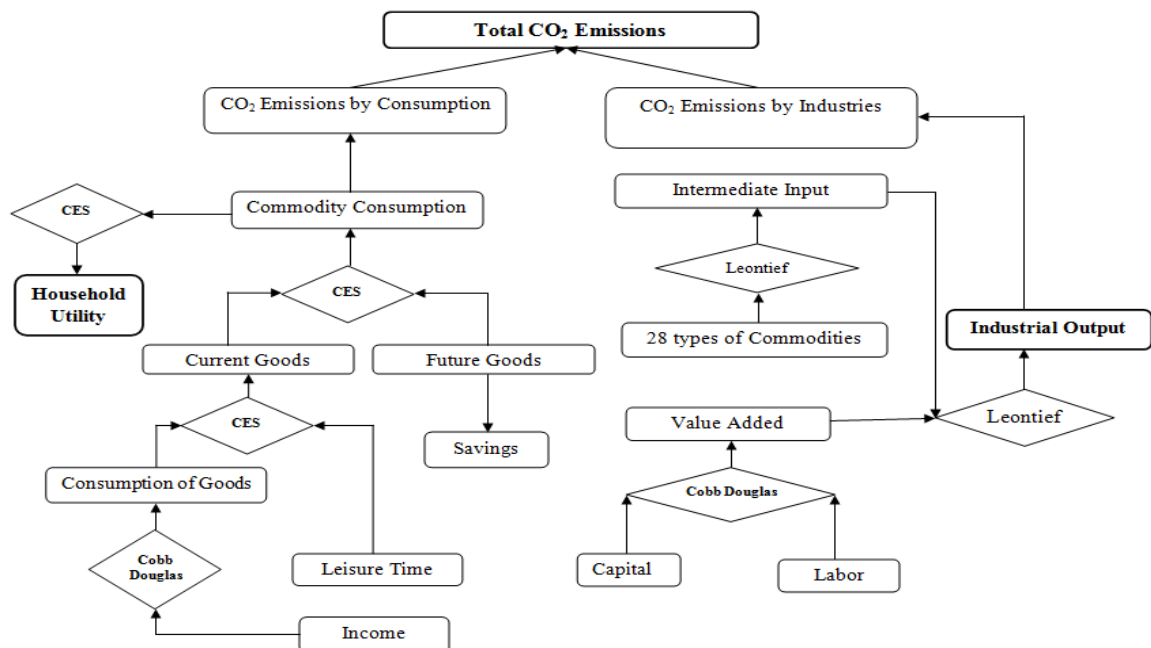 Total CO₂ Emissions
CO₂ Emissions by Consumption
CO₂ Emissions by Industries
CES
Commodity Consumption
Intermediate Input
Household
Utility
CES
Leontief
Current Goods
Future Goods
28 types of Commodities
Industrial Output
CES
Savings
Value Added
Leontief
Consumption of Goods
Cobb Douglas
Cobb
Douglas
Leisure Time
Capital
Labor
Income